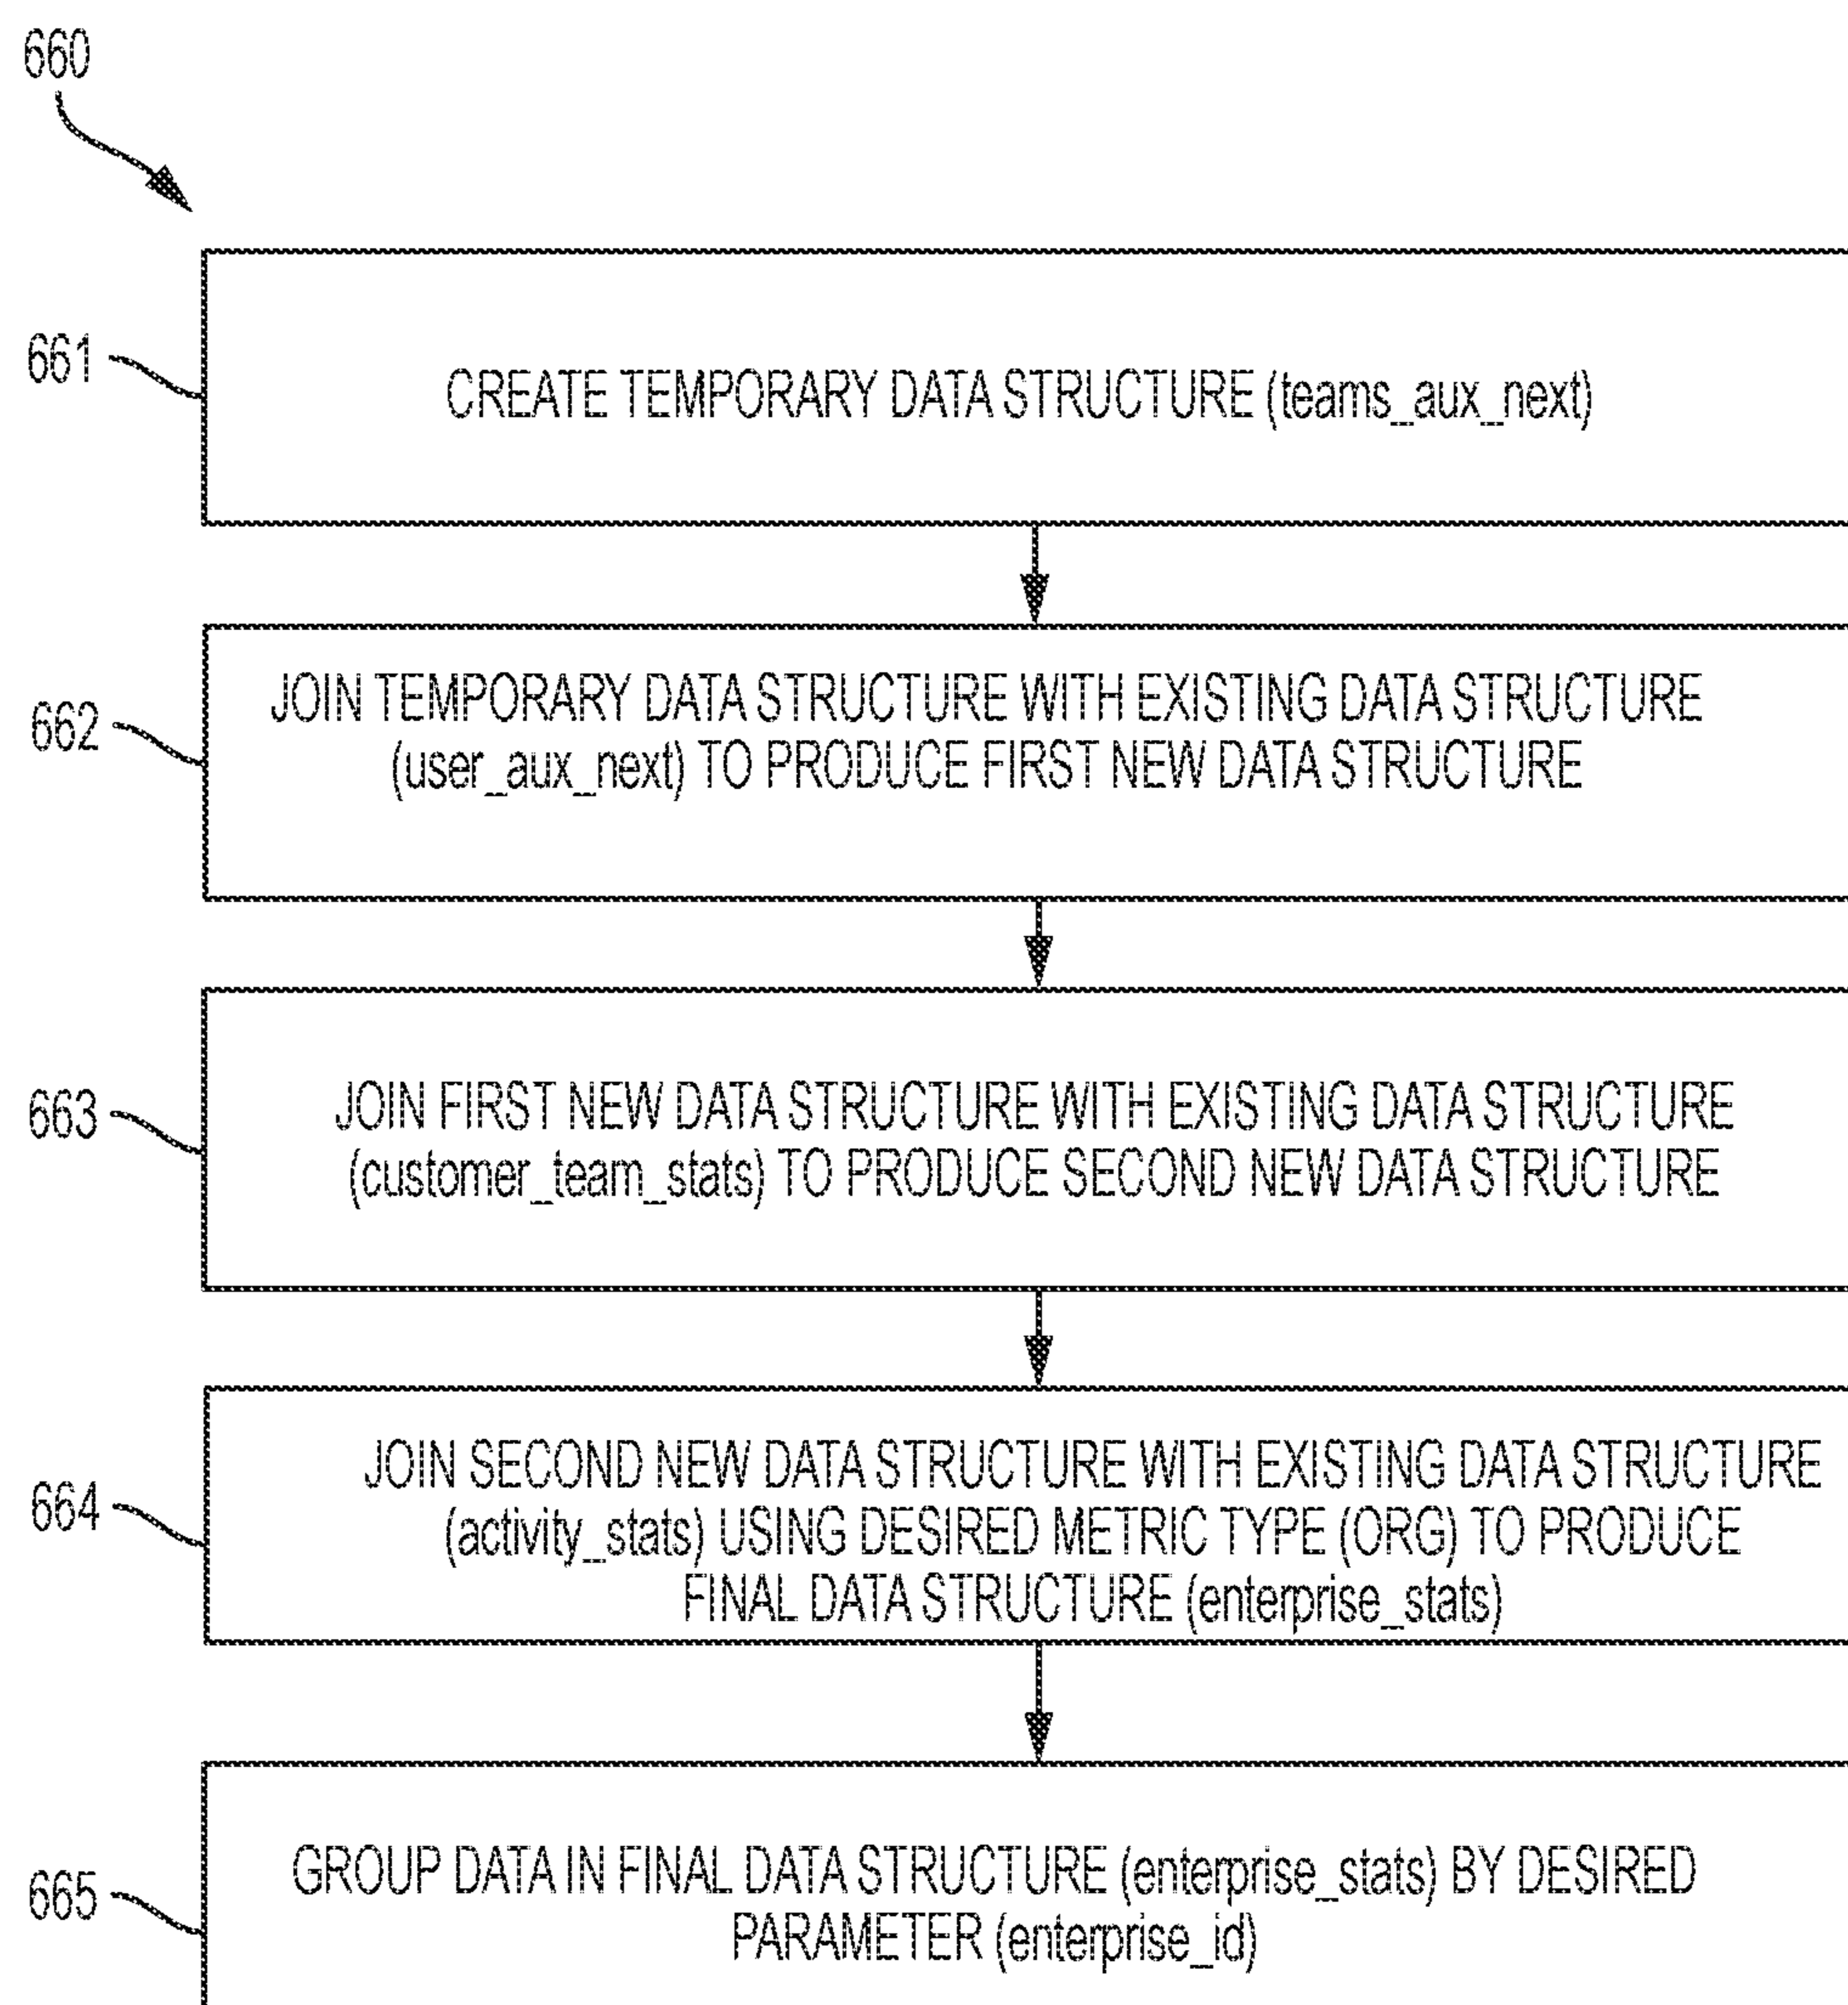 660
661
CREATE TEMPORARY DATA STRUCTURE (teams_aux_next)
662
JOIN TEMPORARY DATA STRUCTURE WITH EXISTING DATA STRUCTURE
(user_aux_next) TO PRODUCE FIRST NEW DATA STRUCTURE
663
JOIN FIRST NEW DATA STRUCTURE WITH EXISTING DATA STRUCTURE
(customer_team_stats) TO PRODUCE SECOND NEW DATA STRUCTURE
664
JOIN SECOND NEW DATA STRUCTURE WITH EXISTING DATA STRUCTURE
(activity_stats) USING DESIRED METRIC TYPE (ORG) TO PRODUCE
FINAL DATA STRUCTURE (enterprise_stats)
665
GROUP DATA IN FINAL DATA STRUCTURE (enterprise_stats) BY DESIRED
PARAMETER (enterprise_id)